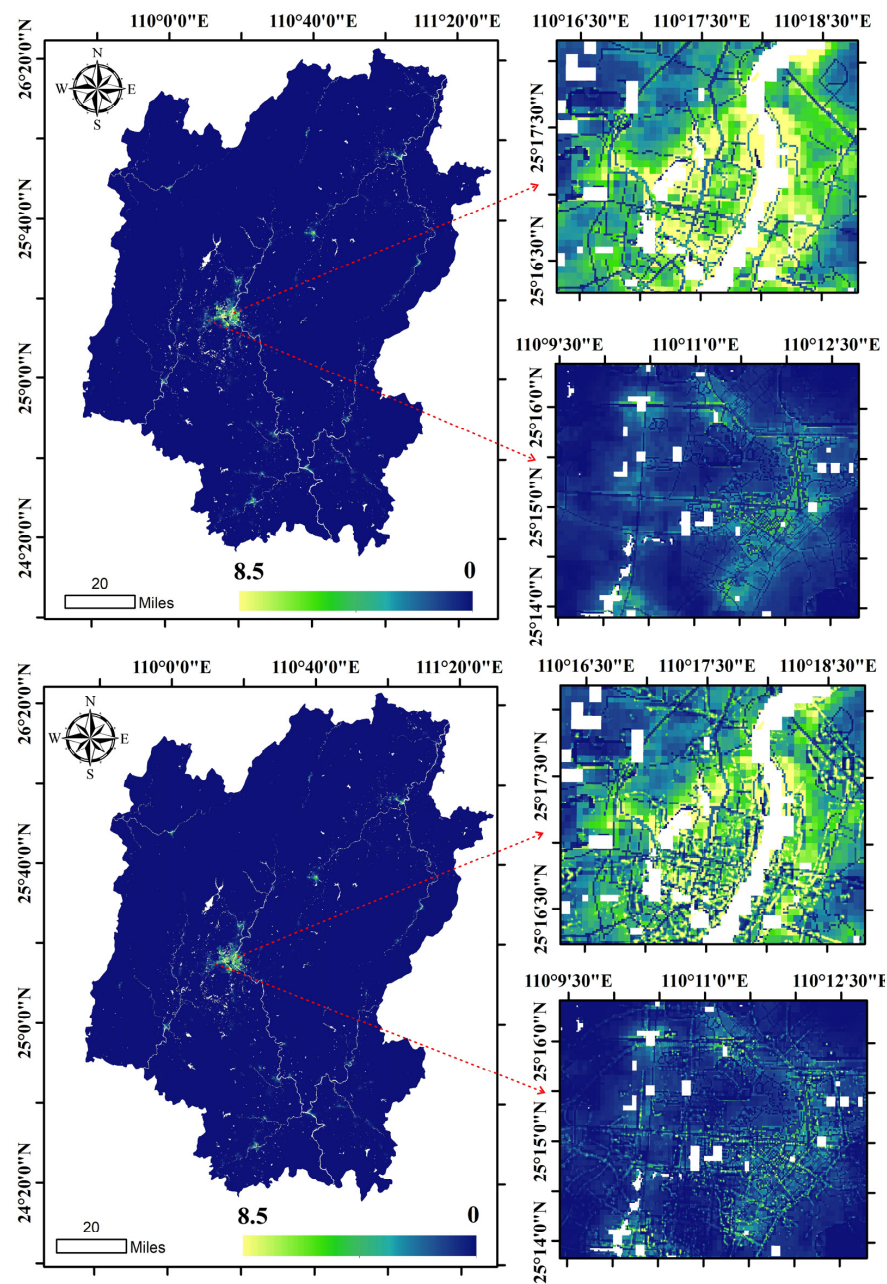 110°0'0"E 110°40'0"E 111°20'0"E
26°20'0"N
25°40'0"N
25°0'0"N
24°20'0"N
N
W E
S
20
Miles
8.5 0
110°16'30"E 110°17'30"E 110°18'30"E
25°17'30"N
25°16'30"N
110°9'30"E 110°11'0"E 110°12'30"E
25°16'0"N
25°15'0"N
25°14'0"N
110°0'0"E 110°40'0"E 111°20'0"E
26°20'0"N
25°40'0"N
25°0'0"N
24°20'0"N
N
W E
S
20
Miles
8.5 0
110°16'30"E 110°17'30"E 110°18'30"E
25°17'30"N
25°16'30"N
110°9'30"E 110°11'0"E 110°12'30"E
25°16'0"N
25°15'0"N
25°14'0"N